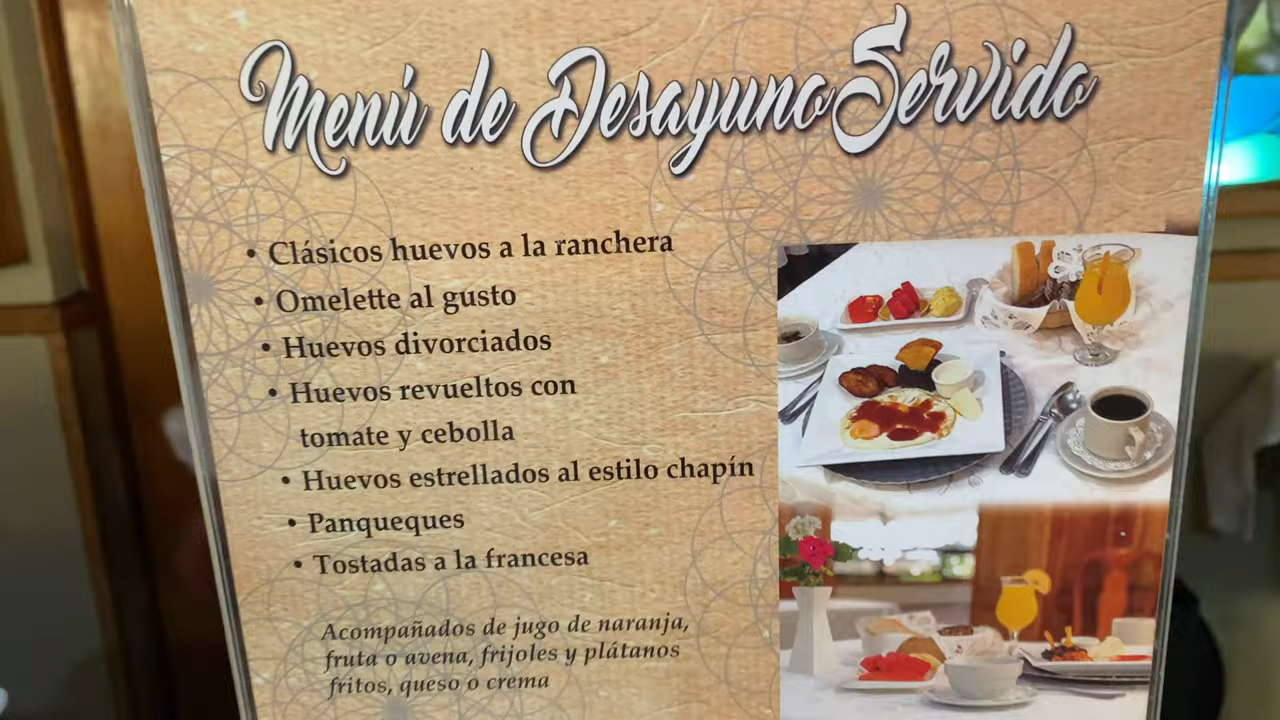 Menú de Desayuno Servido
• Clásicos huevos a la ranchera
• Omelette al gusto
• Huevos divorciados
• Huevos revueltos con
tomate y cebolla
• Huevos estrellados al estilo chapín
• Panqueques
• Tostadas a la francesa
Acompañados de jugo de naranja,
fruta o avena, frijoles y plátanos
fritos, queso o crema